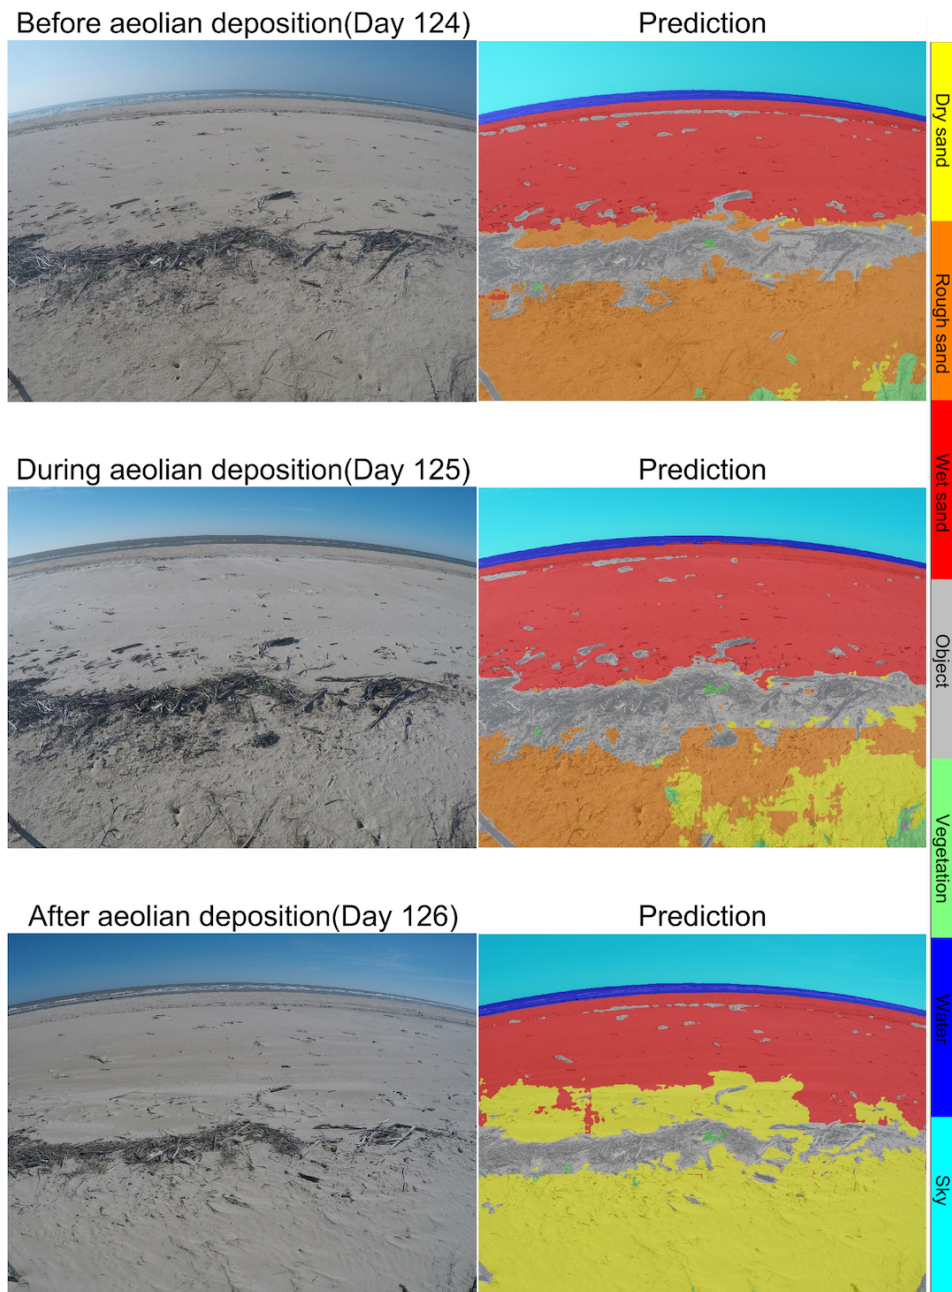 Before aeolian deposition(Day 124)
Prediction
During aeolian deposition(Day 125)
Prediction
After aeolian deposition(Day 126)
Prediction
Dry sand
Rough sand
Wet sand
Object
Vegetation
Water
Sky